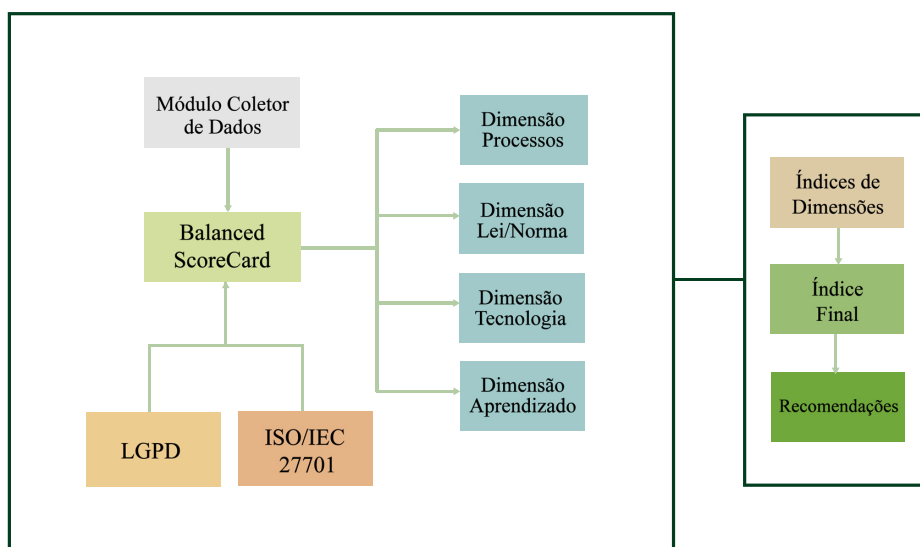 Módulo Coletor
de Dados
Balanced
ScoreCard
LGPD
ISO/IEC
27701
Dimensão
Processos
Dimensão
Lei/Norma
Dimensão
Tecnologia
Dimensão
Aprendizado
Índices de
Dimensões
Índice
Final
Recomendações